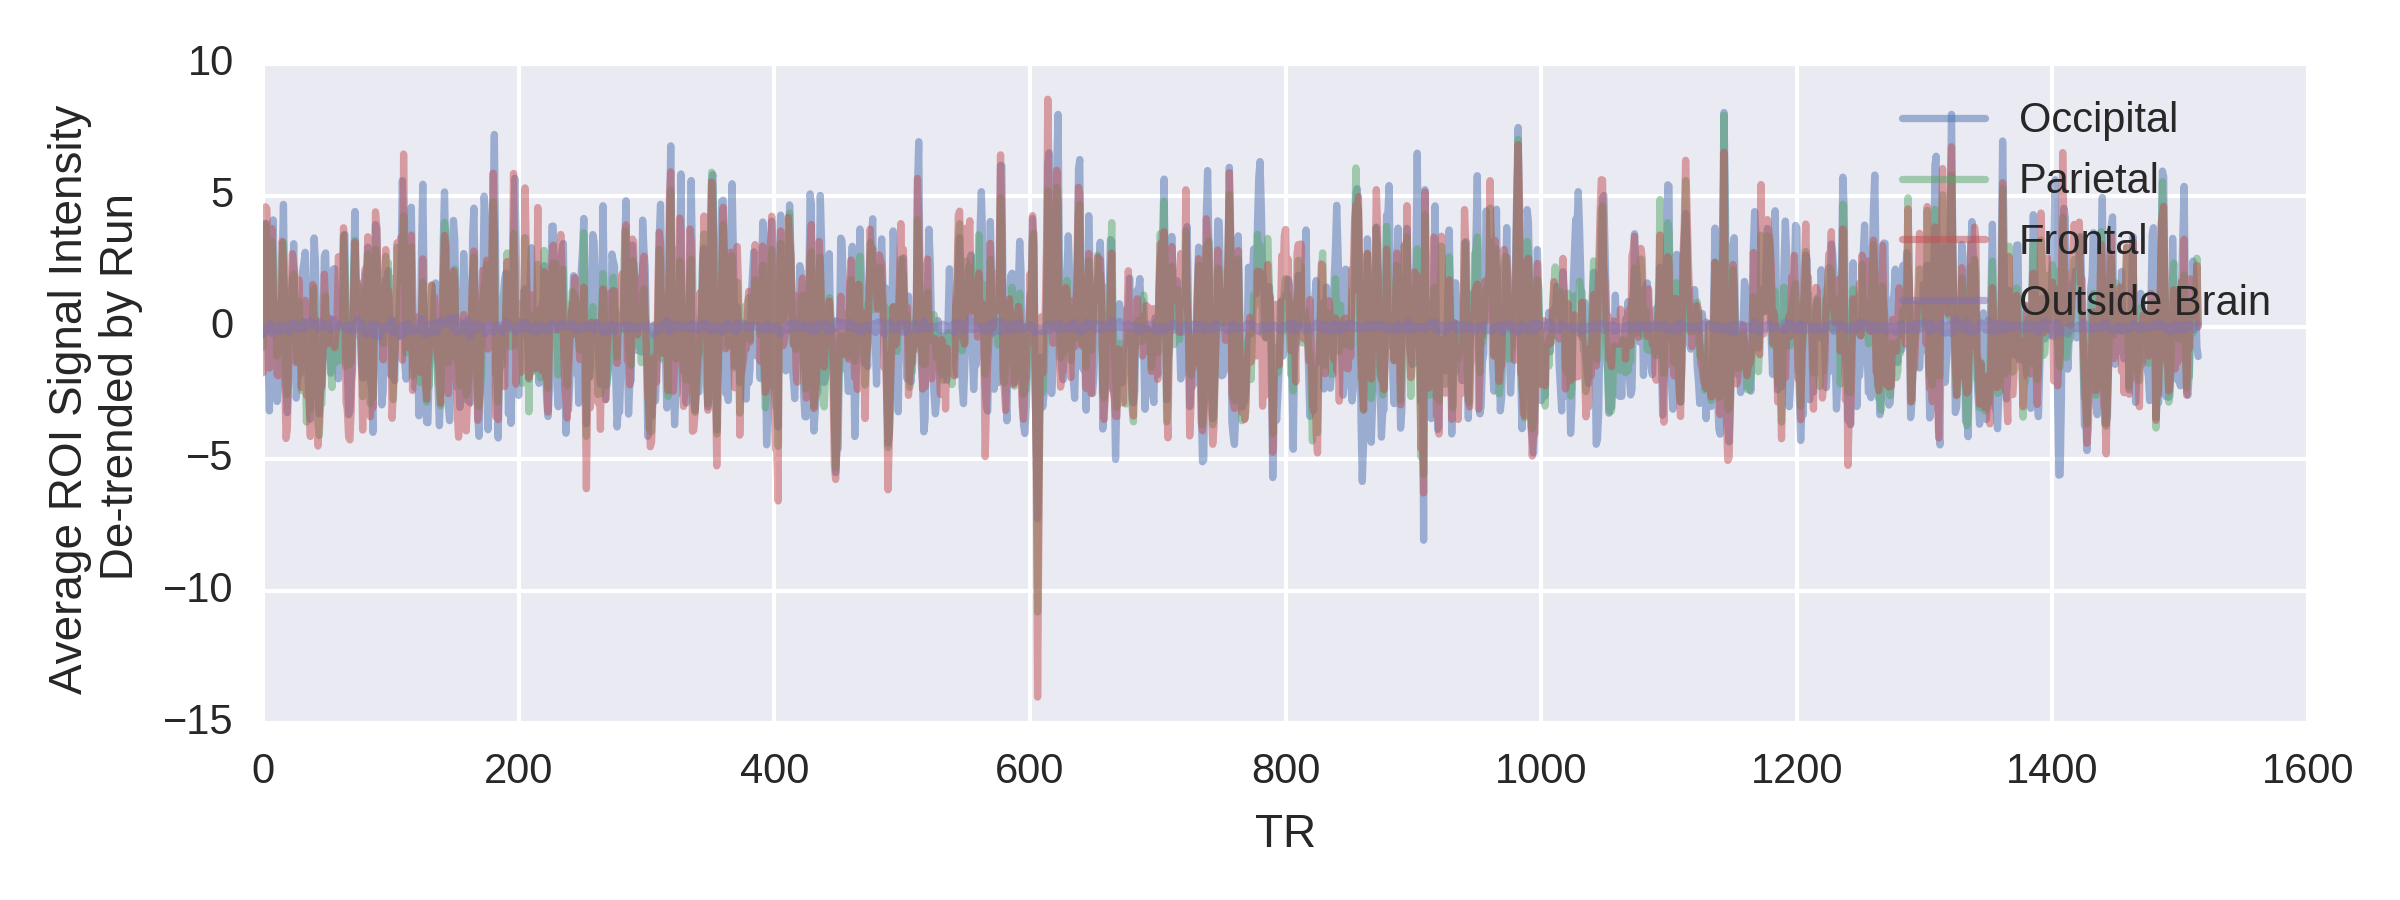 Average ROI Signal Intensity
De-trended by Run
10
5
0
−5
−10
−15
0 200 400 600 800 1000 1200 1400 1600
TR
Occipital
Parietal
Frontal
Outside Brain